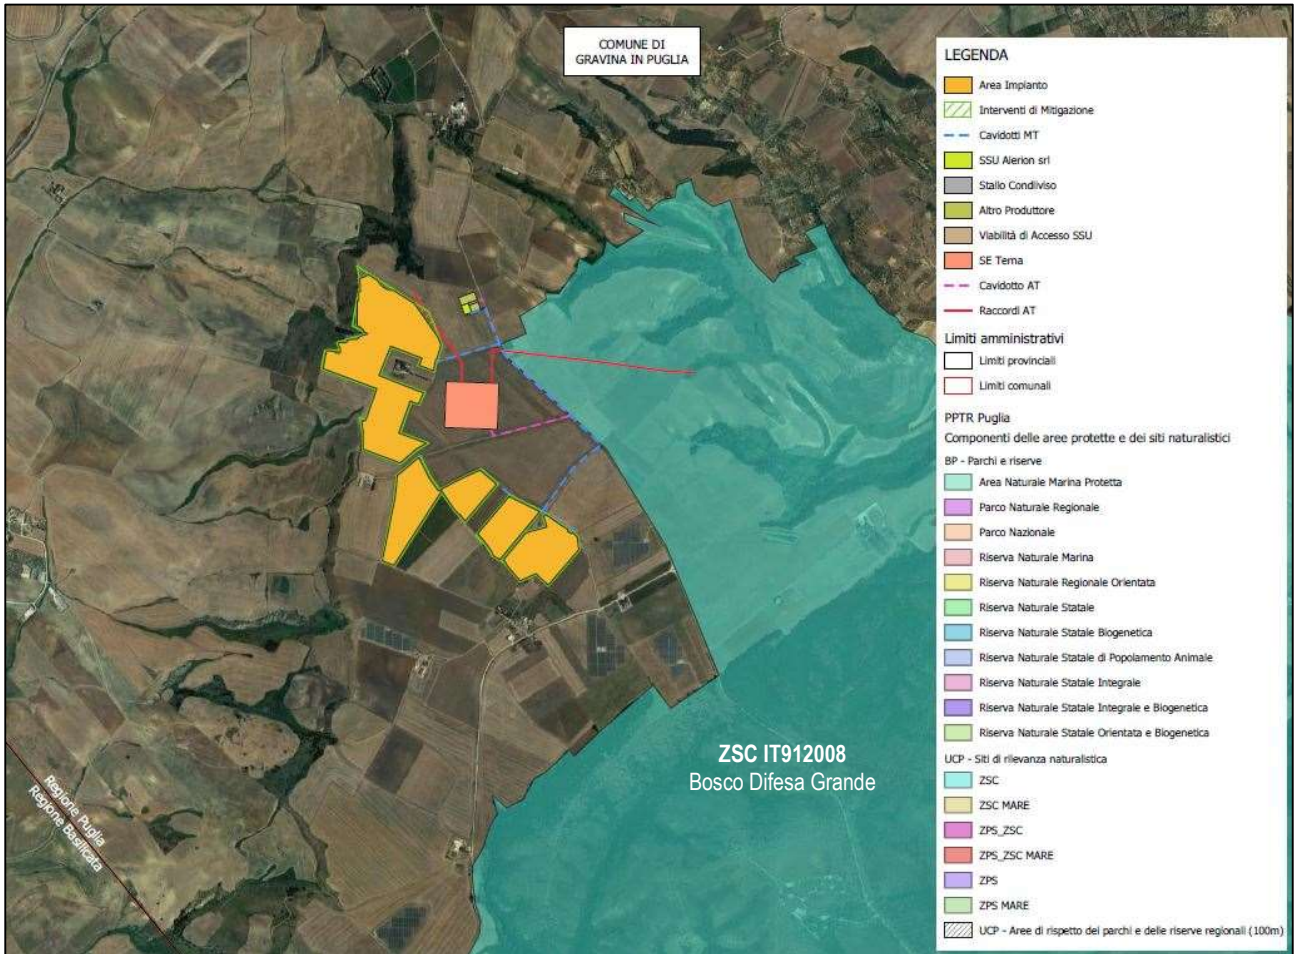 COMUNE DI
GRAVINA IN PUGLIA
LEGENDA
Area Impianto
Interventi di Mitigazione
Cavidotti MT
SSU Alerion srl
Stallo Condiviso
Altro Produttore
Viabilità di Accesso SSU
SE Terna
Cavidotto AT
Raccordi AT
Limiti amministrativi
Limiti provinciali
Limiti comunali
PPTR Puglia
Componenti delle aree protette e dei siti naturalistici
BP - Parchi e riserve
Area Naturale Marina Protetta
Parco Naturale Regionale
Parco Nazionale
Riserva Naturale Marina
Riserva Naturale Regionale Orientata
Riserva Naturale Statale
Riserva Naturale Statale Biogenetica
Riserva Naturale Statale di Popolamento Animale
Riserva Naturale Statale Integrale
Riserva Naturale Statale Integrale e Biogenetica
Riserva Naturale Statale Orientata e Biogenetica
UCP - Siti di rilevanza naturalistica
ZSC
ZSC MARE
ZPS_ZSC
ZPS_ZSC MARE
ZPS
ZPS MARE
UCP - Aree di rispetto dei parchi e delle riserve regionali (100m)
ZSC IT912008
Bosco Difesa Grande
Regione Puglia
Regione Basilicata